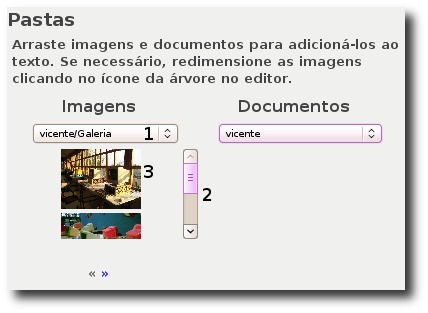 Pastas
Arraste imagens e documentos para adicioná-los ao
texto. Se necessário, redimensione as imagens
clicando no ícone da árvore no editor.
Imagens Documentos
vicente/Galeria 1 vicente
3
2
« »